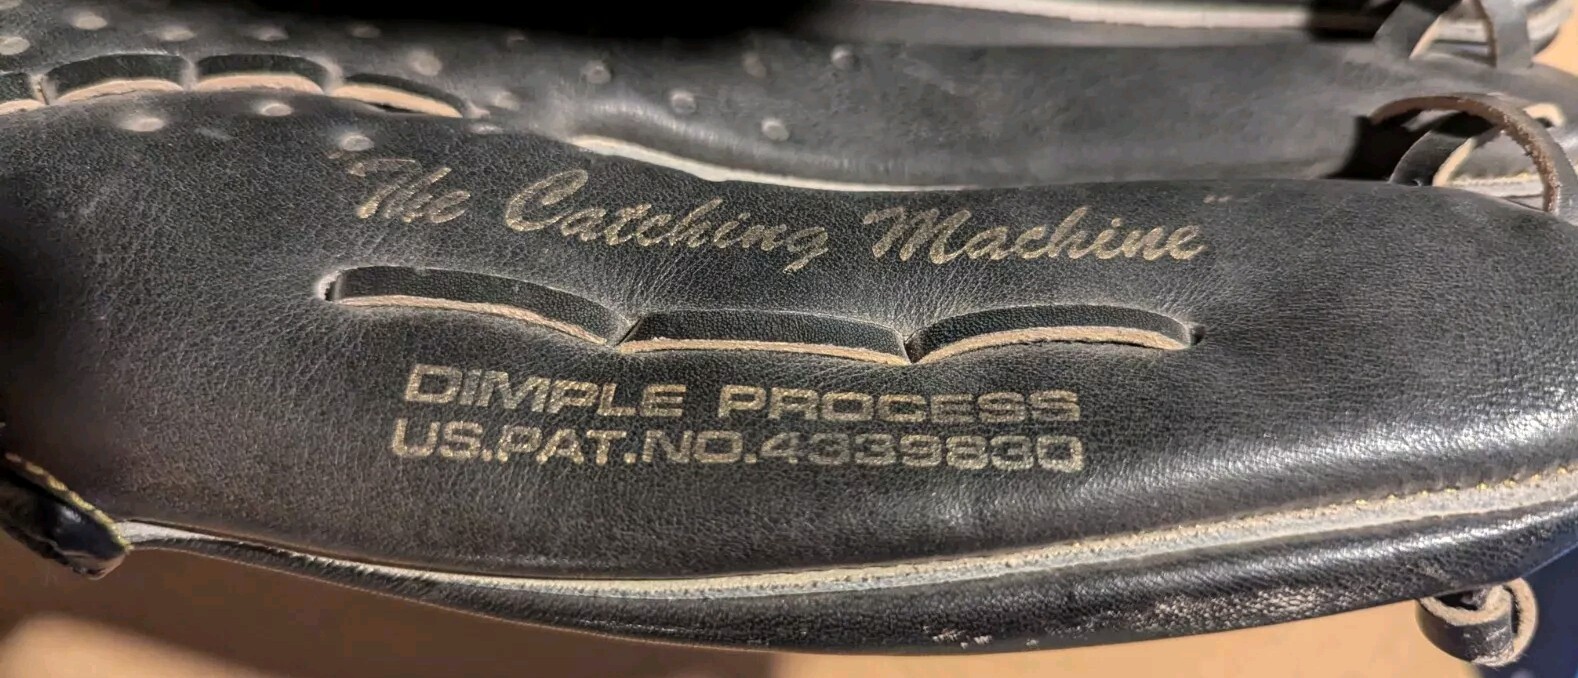 "The Catching Machine"
DIMPLE PROCESS
US.PAT.NO.4339830